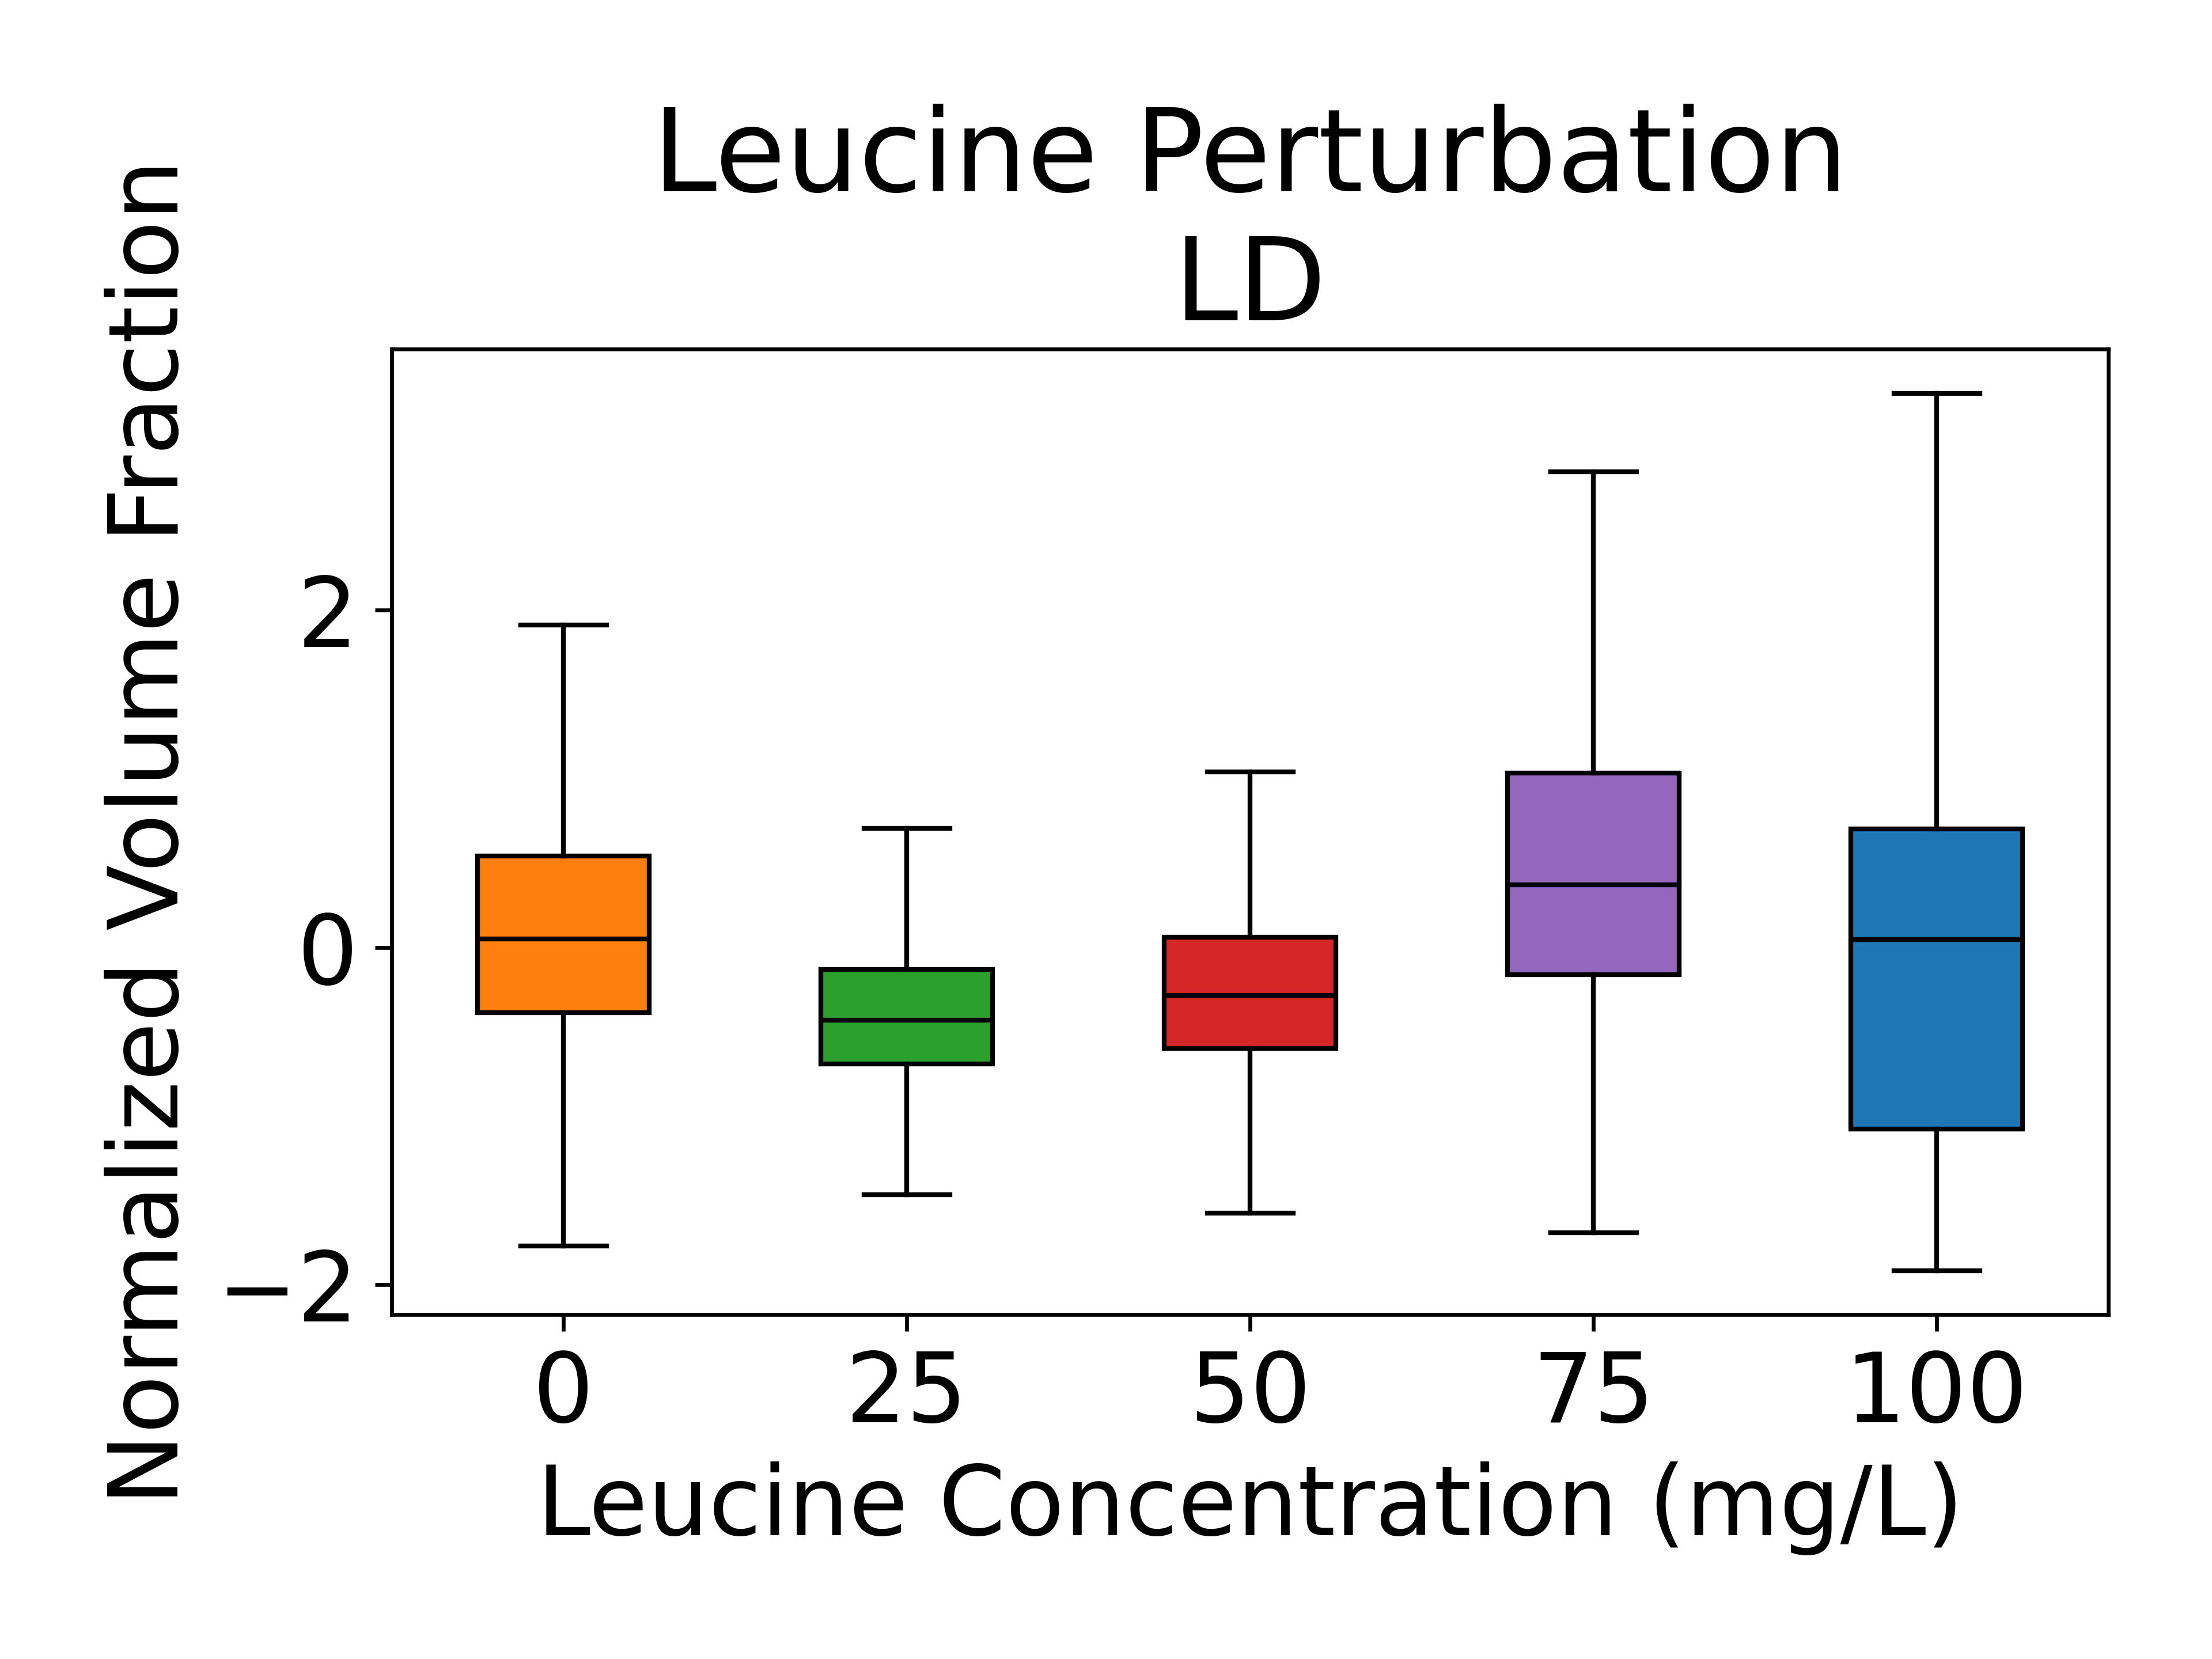 Leucine Perturbation
LD
Normalized Volume Fraction
2
0
−2
0 25 50 75 100
Leucine Concentration (mg/L)